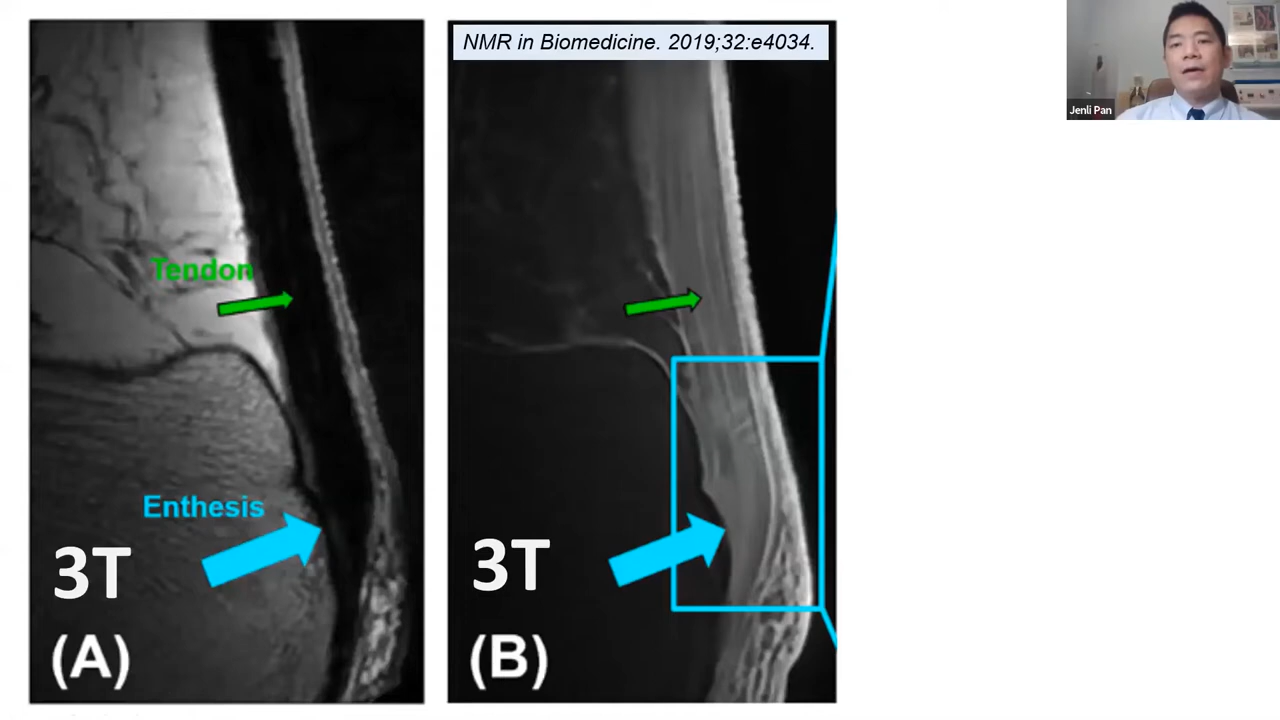 NMR in Biomedicine. 2019;32:e4034.
Jenli Pan
Tendon
Enthesis
3T
3T
(A)
(B)